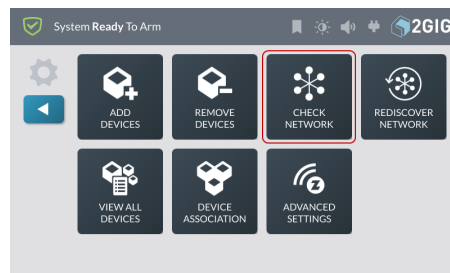 System Ready To Arm
2GIG
ADD
DEVICES
REMOVE
DEVICES
CHECK
NETWORK
REDISCOVER
NETWORK
VIEW ALL
DEVICES
DEVICE
ASSOCIATION
Z
ADVANCED
SETTINGS